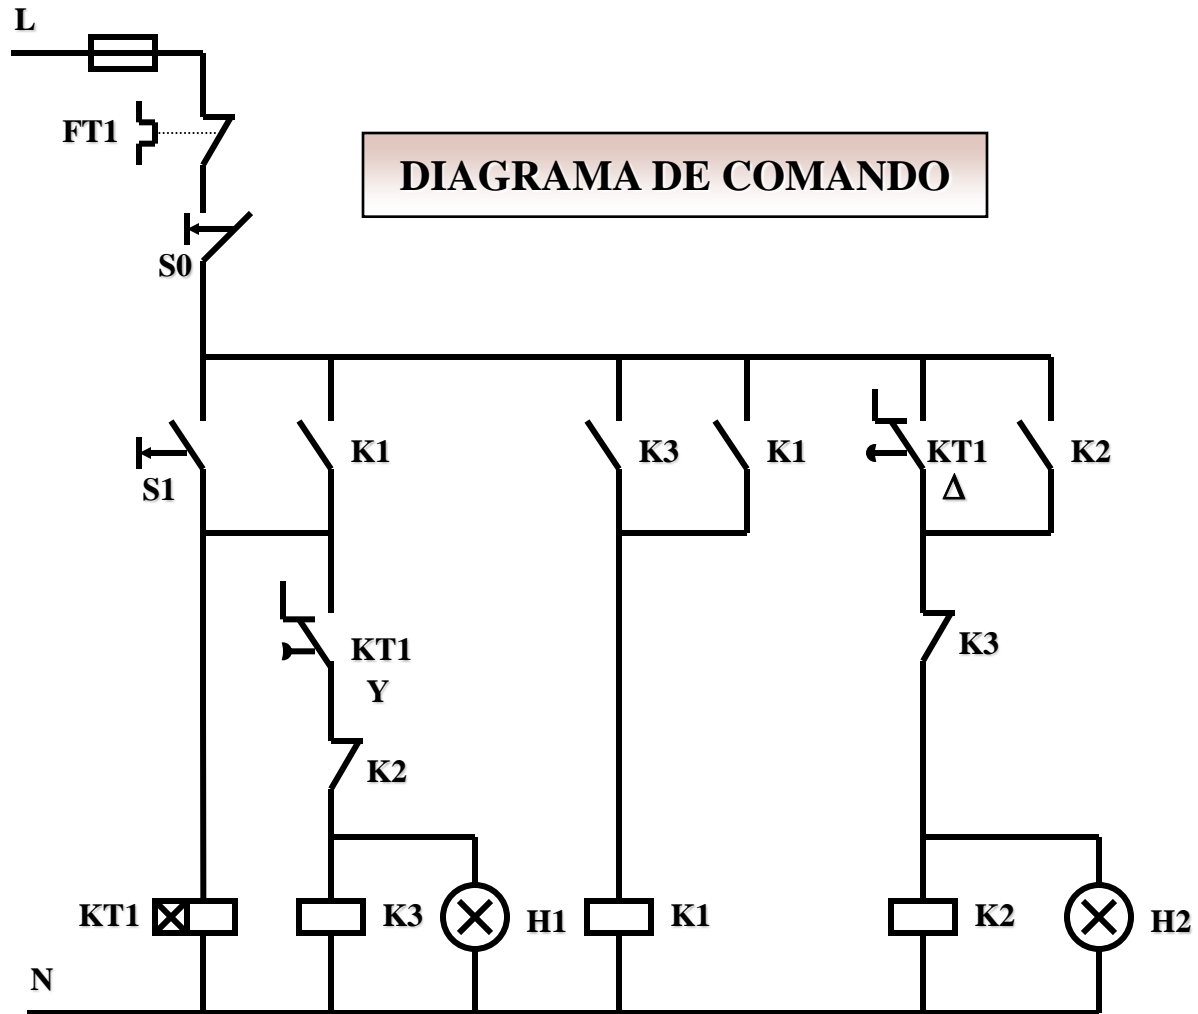 L
FT1
DIAGRAMA DE COMANDO
S0
S1
K1
K3
K1
KT1
Δ
K2
KT1
Y
K3
K2
KT1
K3
H1
K1
K2
H2
N